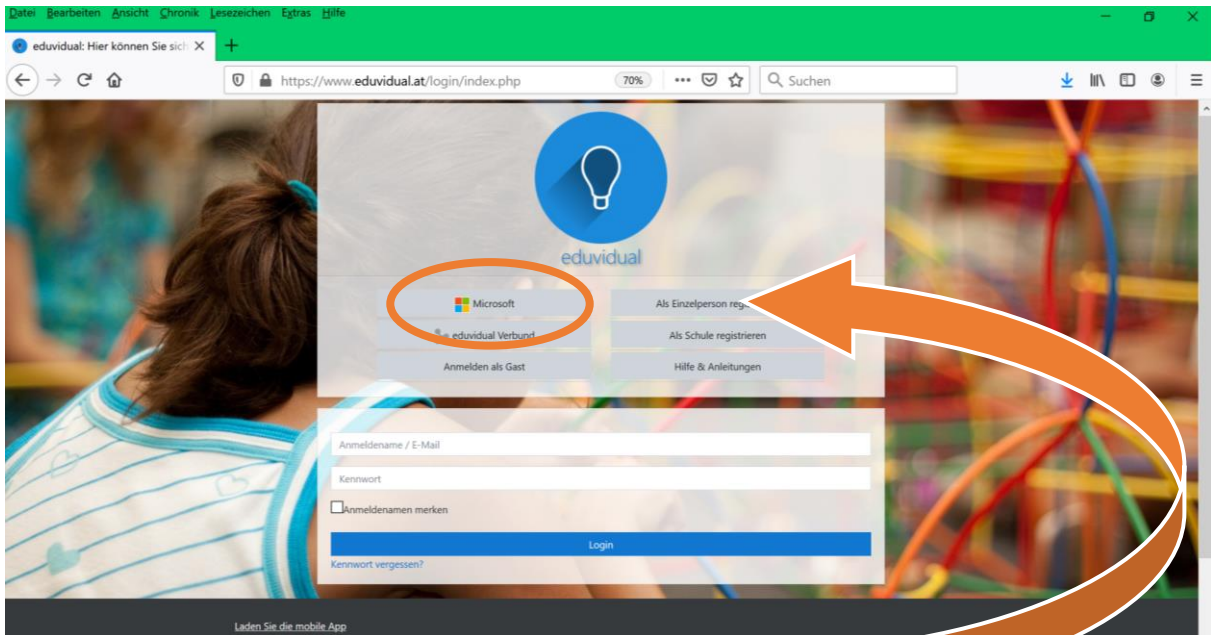 Datei Bearbeiten Ansicht Chronik Lesezeichen Extras Hilfe
eduvidual: Hier können Sie sich
https://www.eduvidual.at/login/index.php 70% Suchen
eduvidual
Microsoft Als Einzelperson
eduvidual Verbund Als Schule registrieren
Anmelden als Gast Hilfe & Anleitungen
Anmeldename / E-Mail
Kennwort
Anmeldenamen merken
Login
Kennwort vergessen?
Laden Sie die mobile App